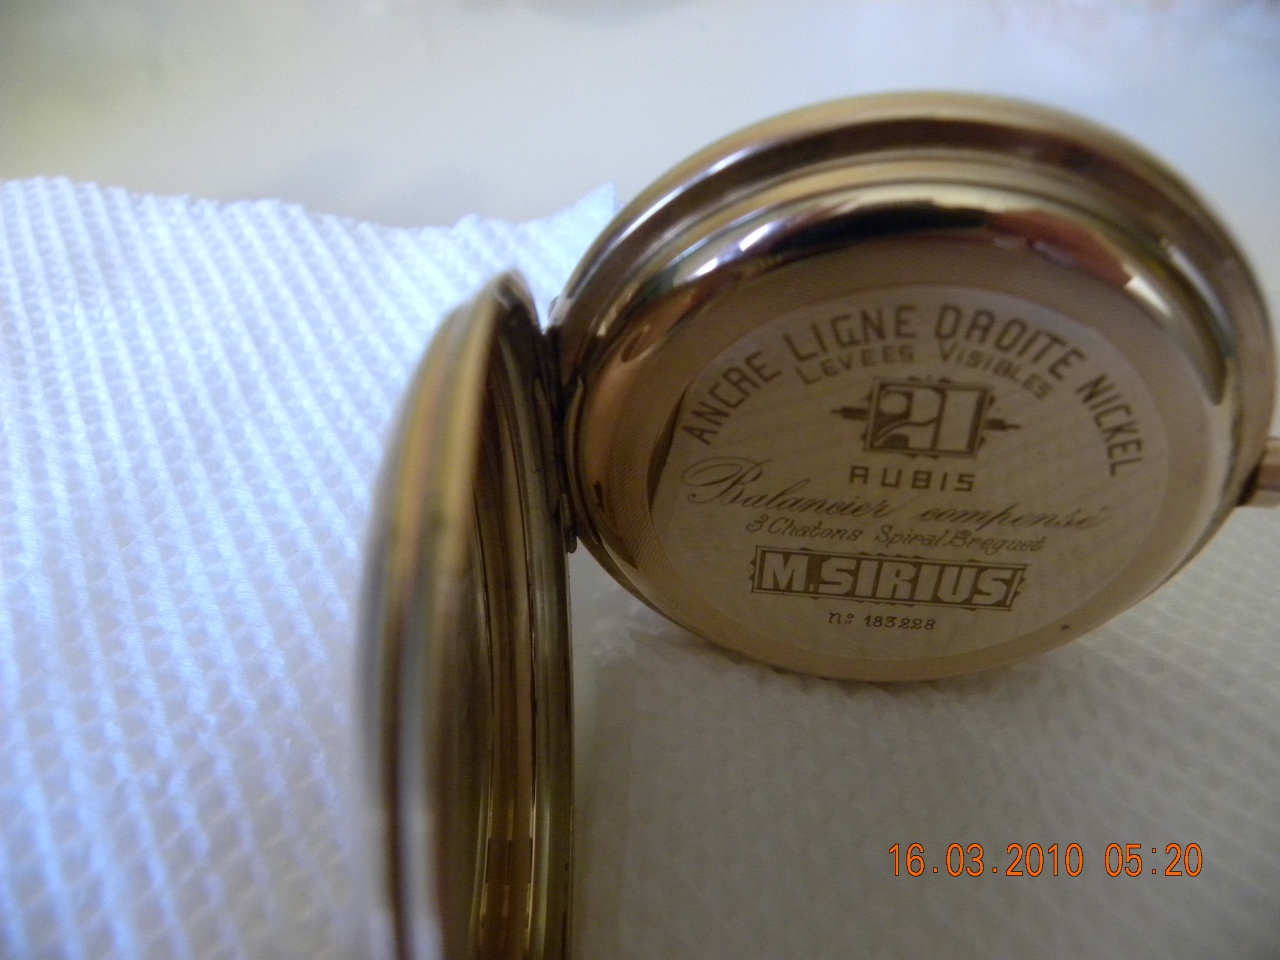 ANCRE LIGNE DROITE NICKEL
LEVEES VISIBLES
21
RUBIS
Balancier compensé
3 Chatons Spiral Breguet
M. SIRIUS
No 183228
16.03.2010 05:20